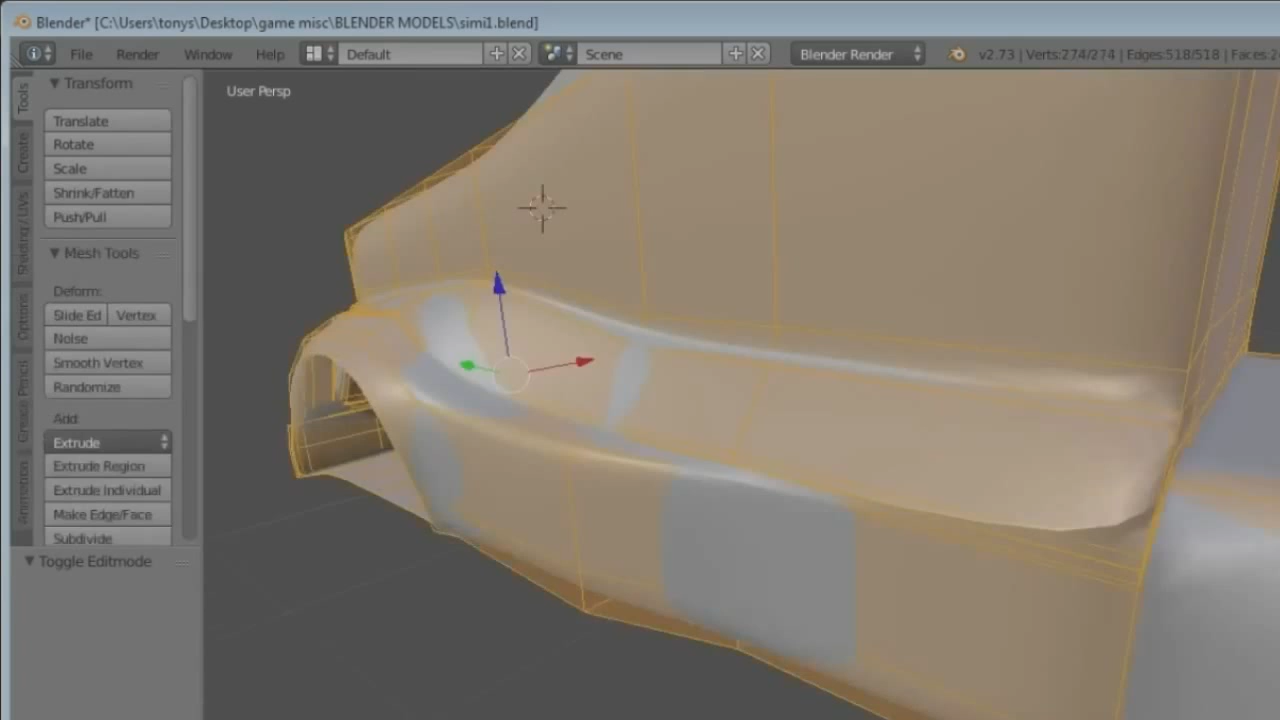 Blender* [C:\Users\tonys\Desktop\game misc\BLENDER MODELS\simi1.blend]
File Render Window Help Default Scene Blender Render v2.73 | Verts:274/274 | Edges:518/518 | Faces:2
Tools
Create
Shading / UVs
Options
Grease Pencil
Animation
Transform
Translate
Rotate
Scale
Shrink/Fatten
Push/Pull
Mesh Tools
Deform:
Slide Ed Vertex
Noise
Smooth Vertex
Randomize
Add:
Extrude
Extrude Region
Extrude Individual
Make Edge/Face
Subdivide
Toggle Editmode
User Persp